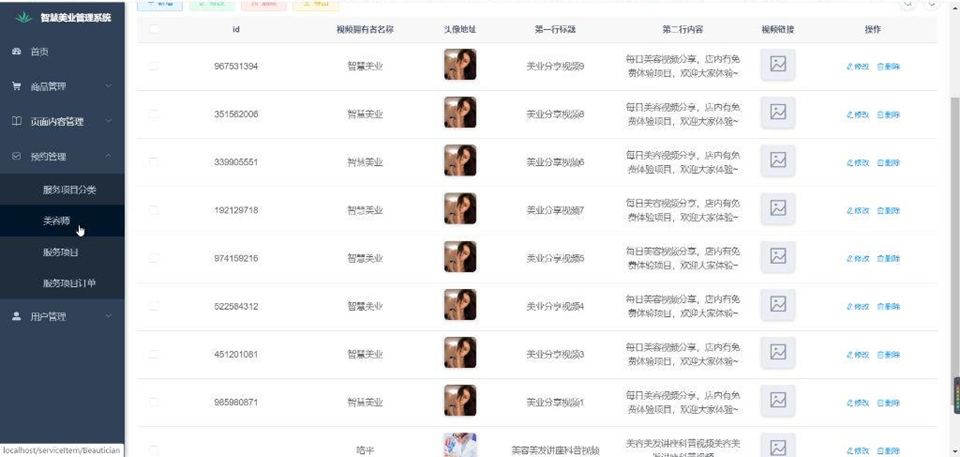 智慧美业管理系统
id 视频拥有者名称 头像地址 第一行标题 第二行内容 视频链接 操作
首页
商品管理
页面内容管理
预约管理
服务项目分类
美容师
服务项目
服务项目订单
用户管理
967531394 智慧美业 美业分享视频9 每日美容视频分享，店内有免
费体验项目，欢迎大家体验~ 修改 删除
351562006 智慧美业 美业分享视频8 每日美容视频分享，店内有免
费体验项目，欢迎大家体验~ 修改 删除
339905551 智慧美业 美业分享视频6 每日美容视频分享，店内有免
费体验项目，欢迎大家体验~ 修改 删除
192129718 智慧美业 美业分享视频7 每日美容视频分享，店内有免
费体验项目，欢迎大家体验~ 修改 删除
974159216 智慧美业 美业分享视频5 每日美容视频分享，店内有免
费体验项目，欢迎大家体验~ 修改 删除
522584312 智慧美业 美业分享视频4 每日美容视频分享，店内有免
费体验项目，欢迎大家体验~ 修改 删除
451201081 智慧美业 美业分享视频3 每日美容视频分享，店内有免
费体验项目，欢迎大家体验~ 修改 删除
985980871 智慧美业 美业分享视频1 每日美容视频分享，店内有免
费体验项目，欢迎大家体验~ 修改 删除
美容美发讲座科普视频 美容美发讲座科普视频美容美
发讲座科普视频 修改 删除
localhost/serviceItem/Beautician